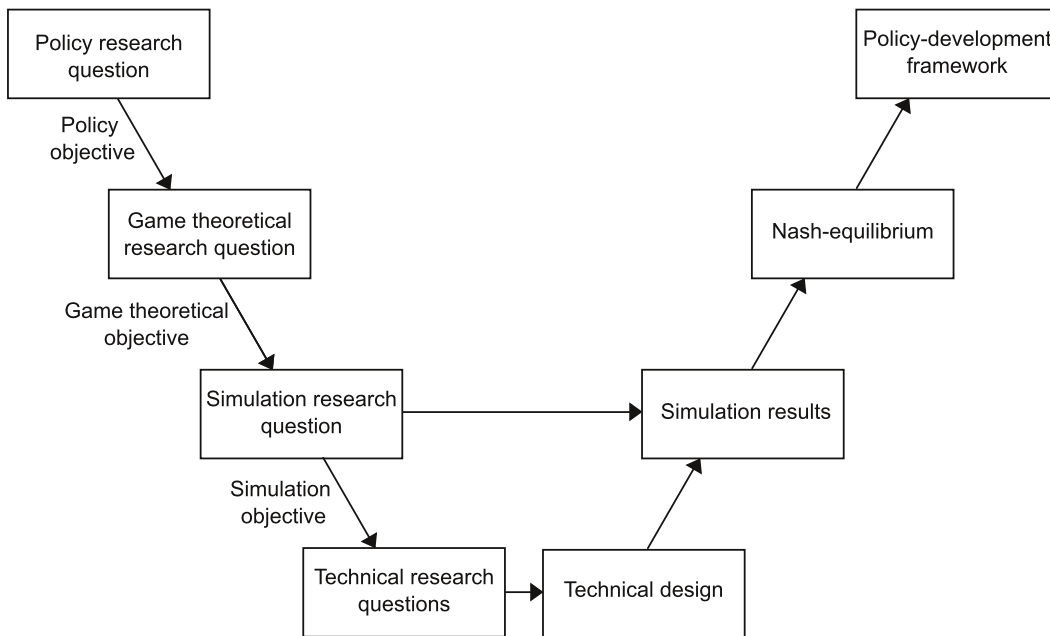 Policy research
question
Policy-development
framework
Policy
objective
Game theoretical
research question
Nash-equilibrium
Game theoretical
objective
Simulation research
question
Simulation results
Simulation
objective
Technical research
questions
Technical design